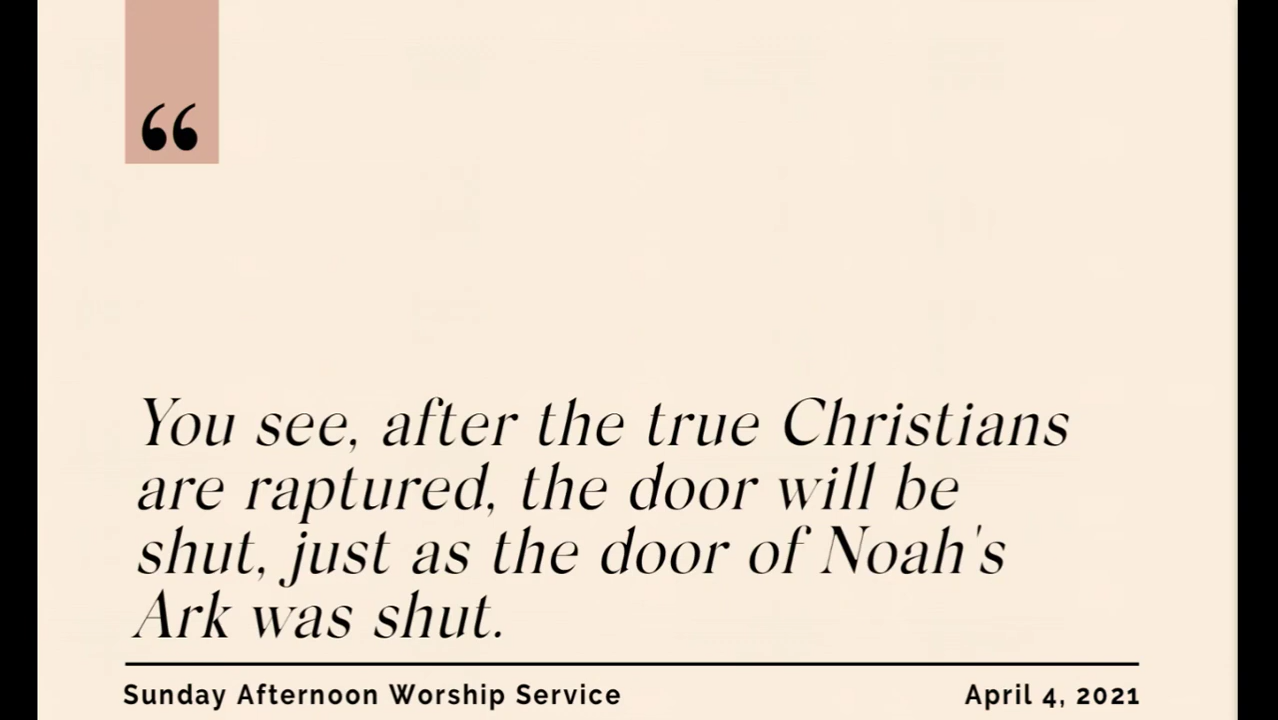 “
You see, after the true Christians
are raptured, the door will be
shut, just as the door of Noah's
Ark was shut.
Sunday Afternoon Worship Service
April 4, 2021